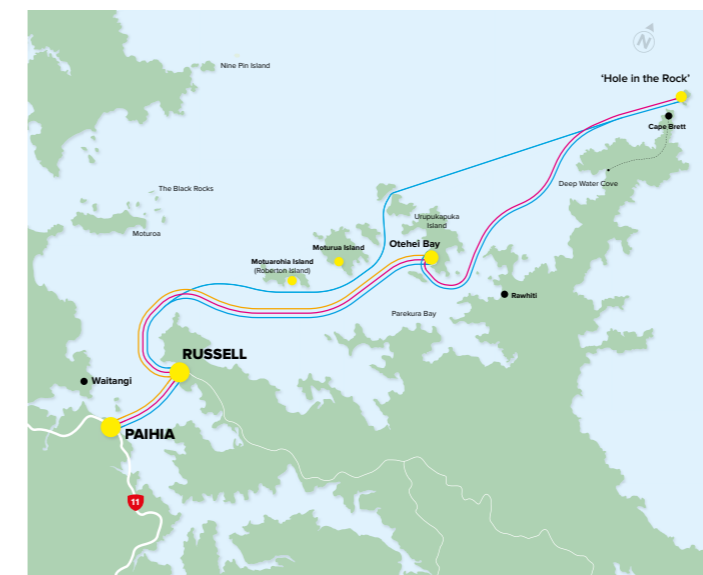 N
Nine Pin Island
'Hole in the Rock'
Cape Brett
Deep Water Cove
The Black Rocks
Moturoa
Urupukapuka
Island
Otehei Bay
Moturua Island
Motuarohia Island
(Roberton Island)
Rawhiti
Parekura Bay
RUSSELL
Waitangi
PAIHIA
11